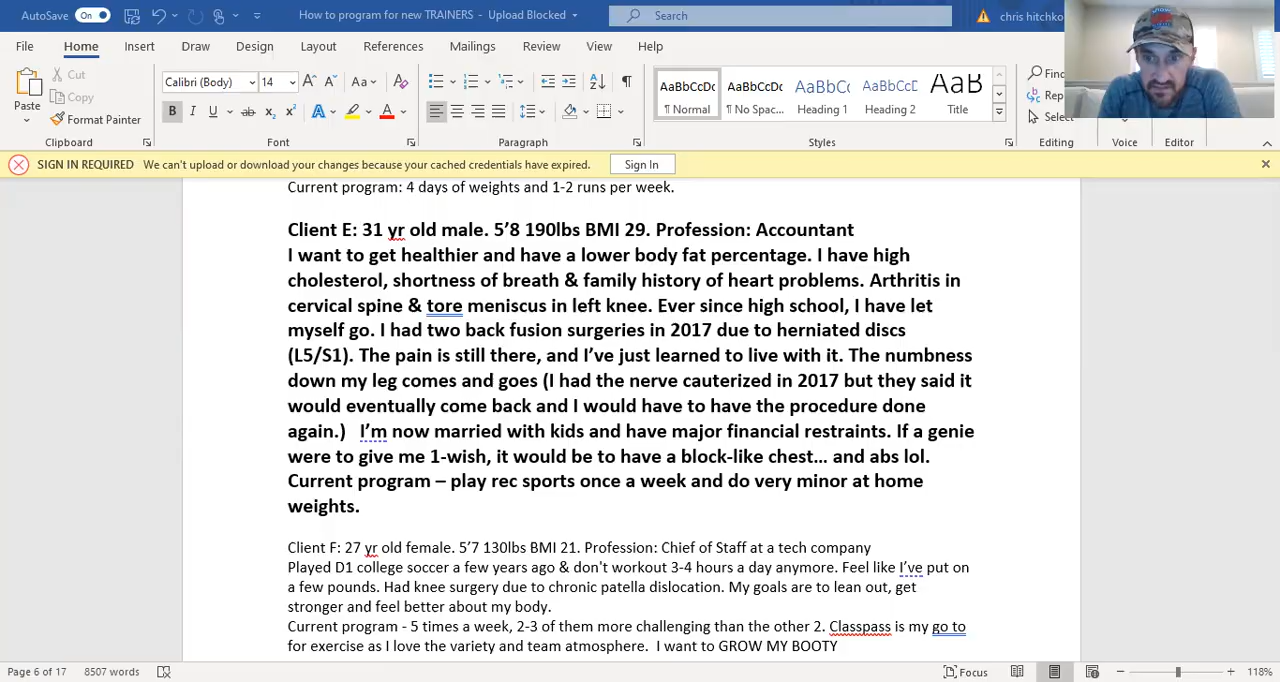 AutoSave On How to program for new TRAINERS - Upload Blocked Search chris hitchko
File Home Insert Draw Design Layout References Mailings Review View Help
Paste Cut Copy Format Painter Clipboard
Calibri (Body) 14 Font
Paragraph
AaBbCcDc ¶ Normal AaBbCcDc ¶ No Spac... AaBbCc Heading 1 AaBbCcD Heading 2 AaB Title Styles
Find
Rep
Select
Editing Voice Editor
SIGN IN REQUIRED We can't upload or download your changes because your cached credentials have expired. Sign In
Current program: 4 days of weights and 1-2 runs per week.
Client E: 31 yr old male. 5’8 190lbs BMI 29. Profession: Accountant
I want to get healthier and have a lower body fat percentage. I have high
cholesterol, shortness of breath & family history of heart problems. Arthritis in
cervical spine & tore meniscus in left knee. Ever since high school, I have let
myself go. I had two back fusion surgeries in 2017 due to herniated discs
(L5/S1). The pain is still there, and I’ve just learned to live with it. The numbness
down my leg comes and goes (I had the nerve cauterized in 2017 but they said it
would eventually come back and I would have to have the procedure done
again.) I’m now married with kids and have major financial restraints. If a genie
were to give me 1-wish, it would be to have a block-like chest… and abs lol.
Current program – play rec sports once a week and do very minor at home
weights.
Client F: 27 yr old female. 5’7 130lbs BMI 21. Profession: Chief of Staff at a tech company
Played D1 college soccer a few years ago & don't workout 3-4 hours a day anymore. Feel like I’ve put on
a few pounds. Had knee surgery due to chronic patella dislocation. My goals are to lean out, get
stronger and feel better about my body.
Current program - 5 times a week, 2-3 of them more challenging than the other 2. Classpass is my go to
for exercise as I love the variety and team atmosphere. I want to GROW MY BOOTY
Page 6 of 17 8507 words Focus 118%